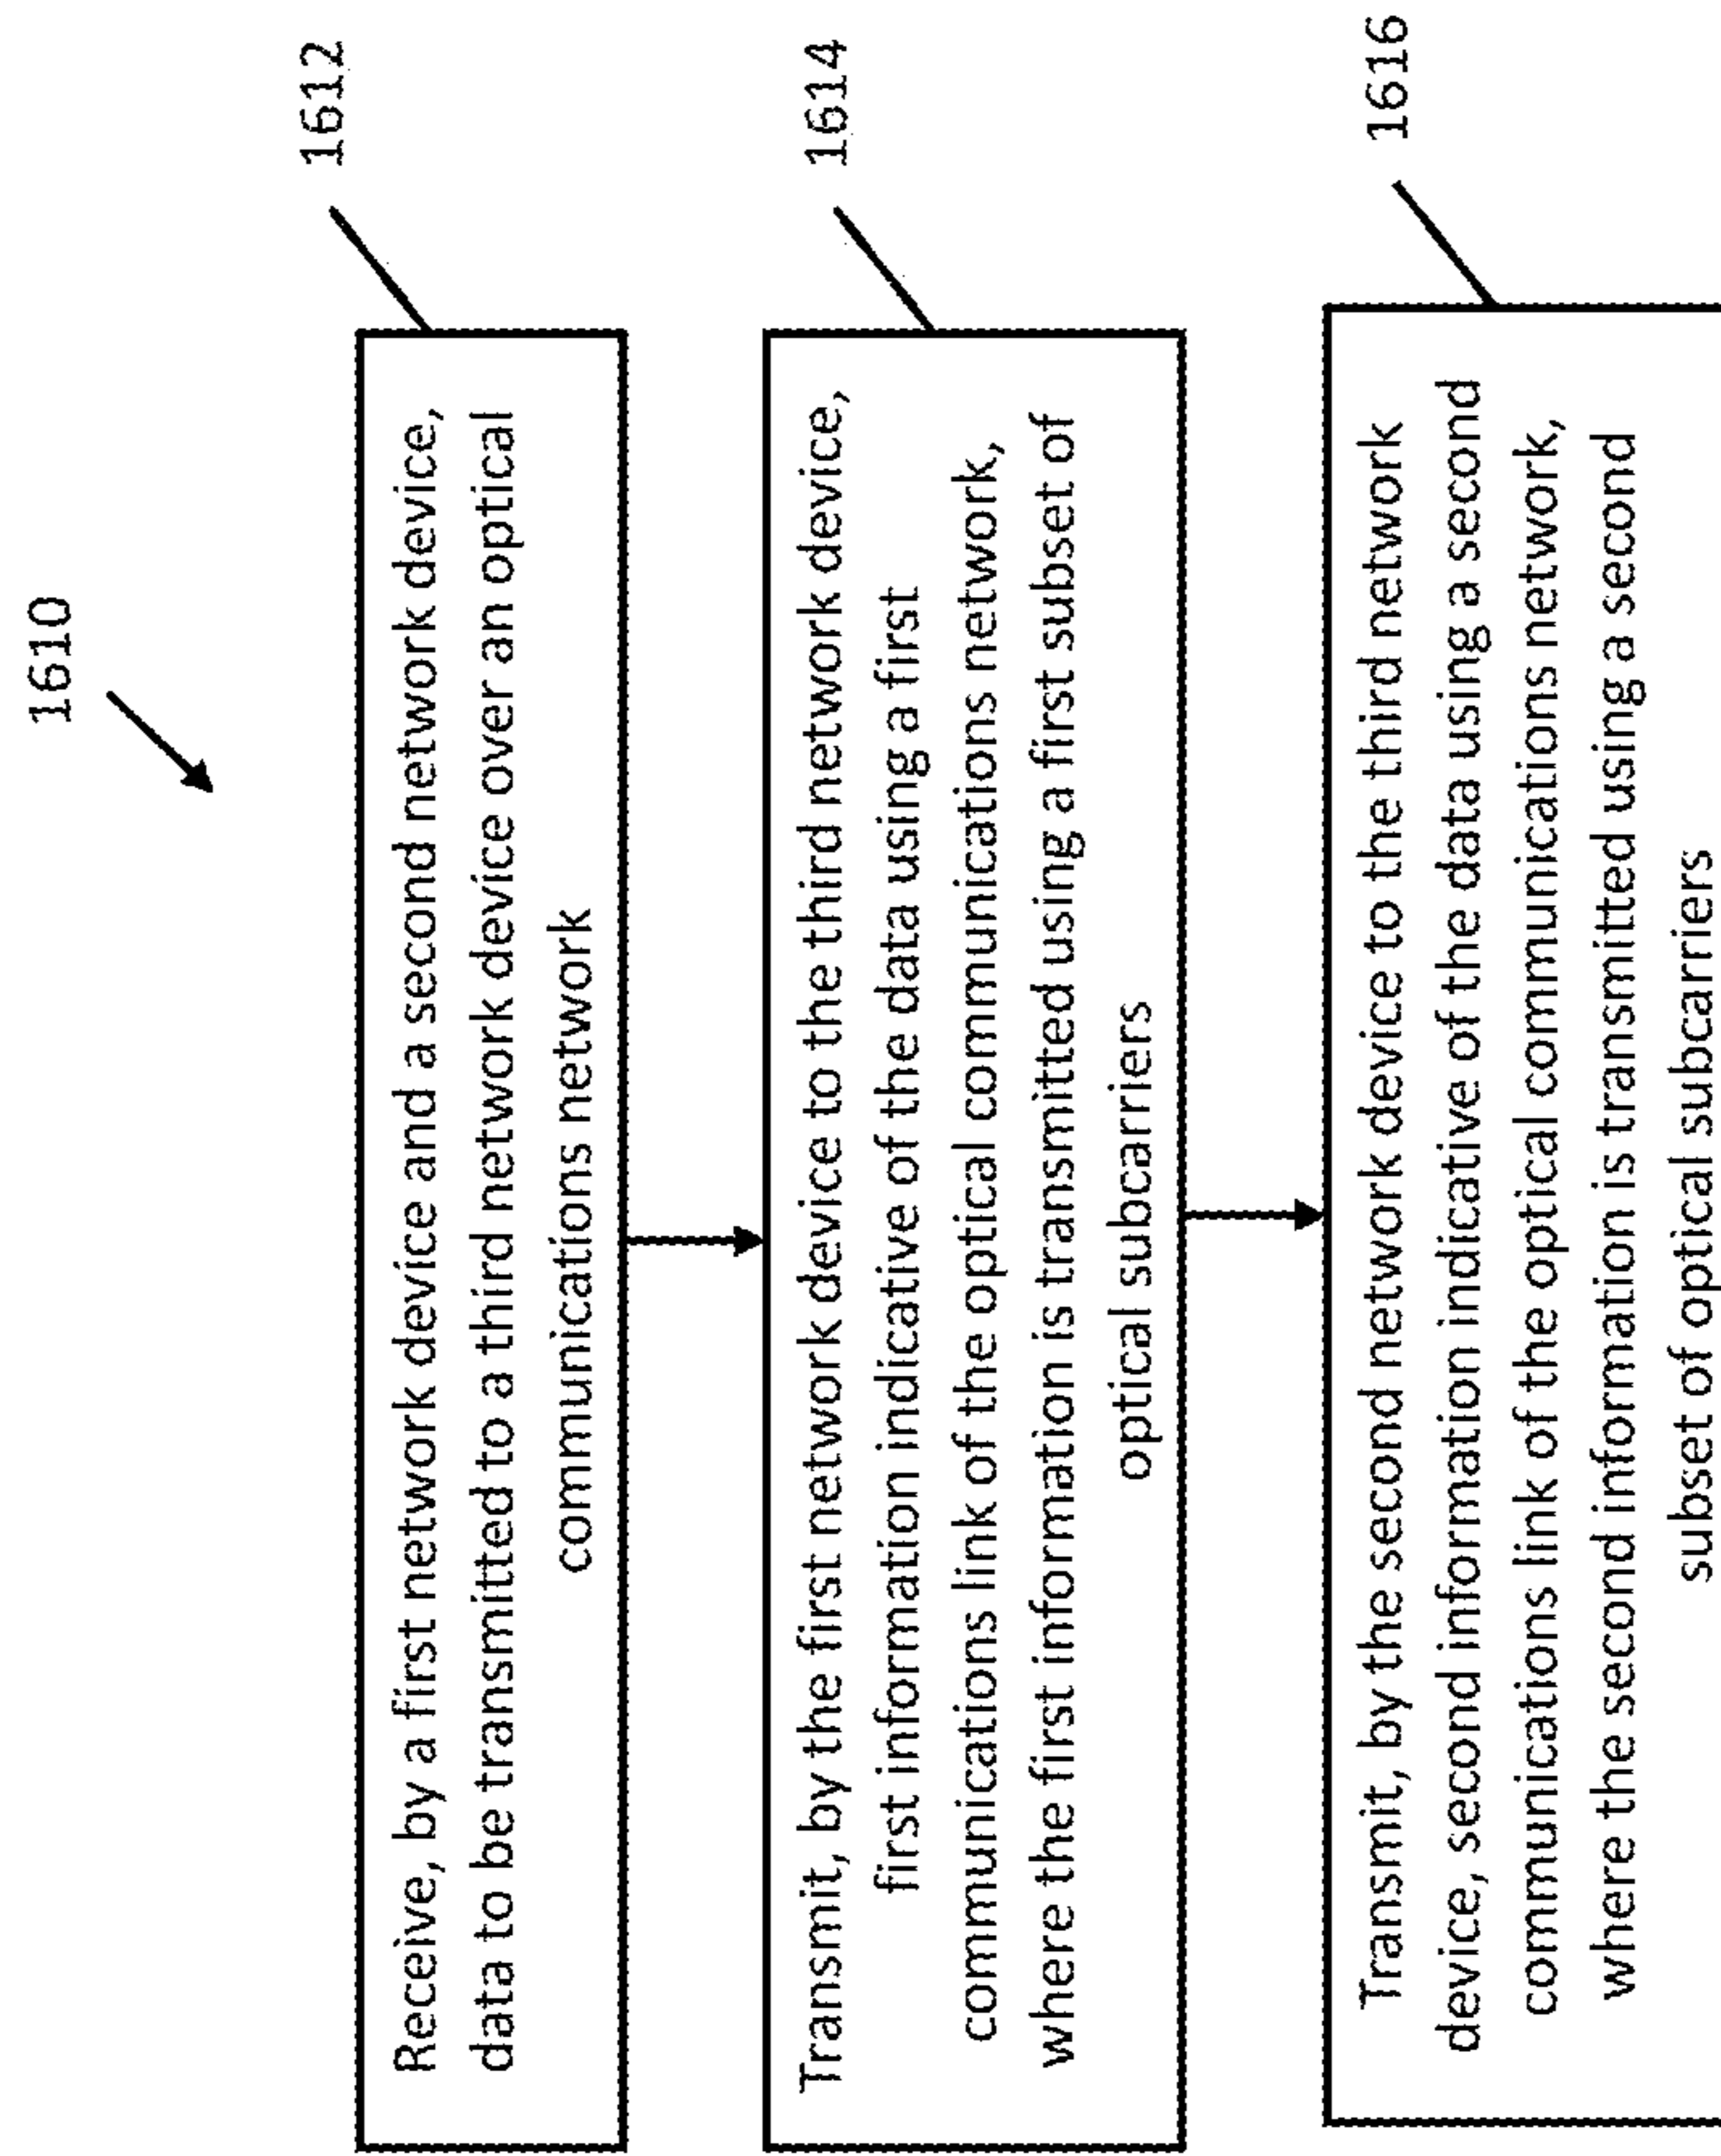 1610
1612
Receive, by a first network device and a second network device,
data to be transmitted to a third network device over an optical
communications network
1614
Transmit, by the first network device to the third network device,
first information indicative of the data using a first
communications link of the optical communications network,
where the first information is transmitted using a first subset of
optical subcarriers
1616
Transmit, by the second network device to the third network
device, second information indicative of the data using a second
communications link of the optical communications network,
where the second information is transmitted using a second
subset of optical subcarriers